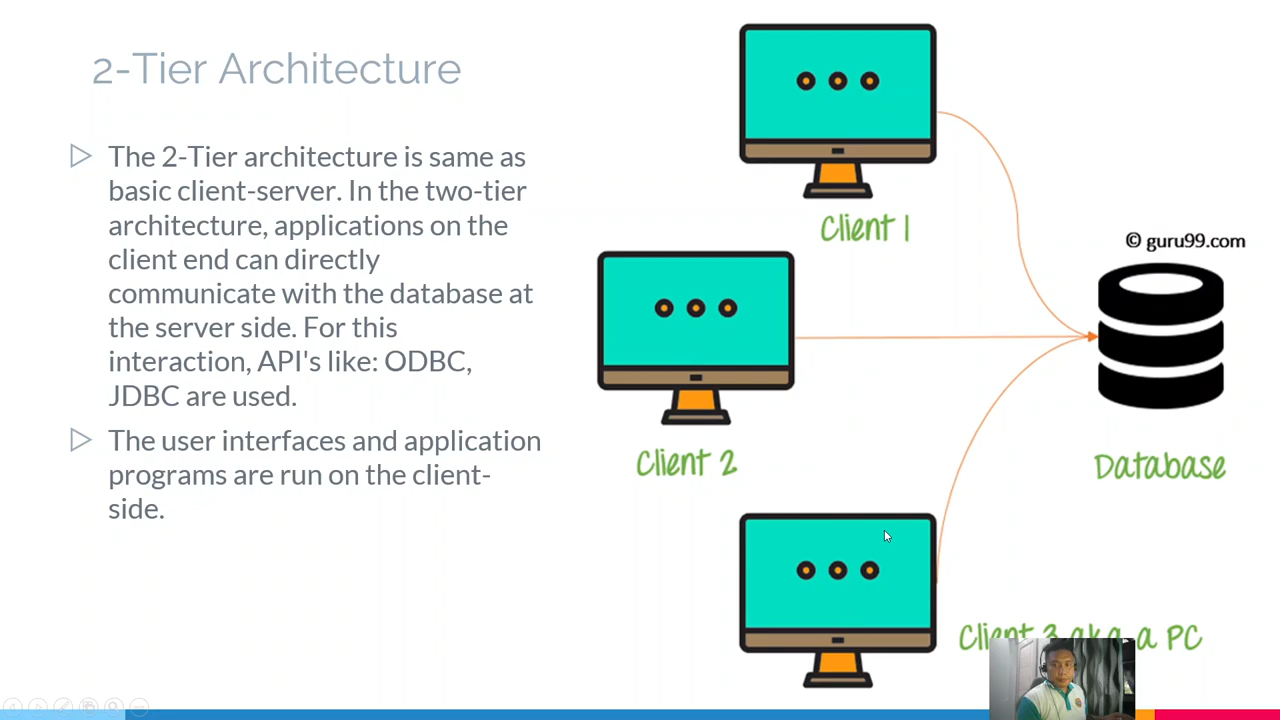 2-Tier Architecture
The 2-Tier architecture is same as
basic client-server. In the two-tier
architecture, applications on the
client end can directly
communicate with the database at
the server side. For this
interaction, API's like: ODBC,
JDBC are used.
The user interfaces and application
programs are run on the client-
side.
Client 1
© guru99.com
Client 2
Database
Client 3 aka a PC